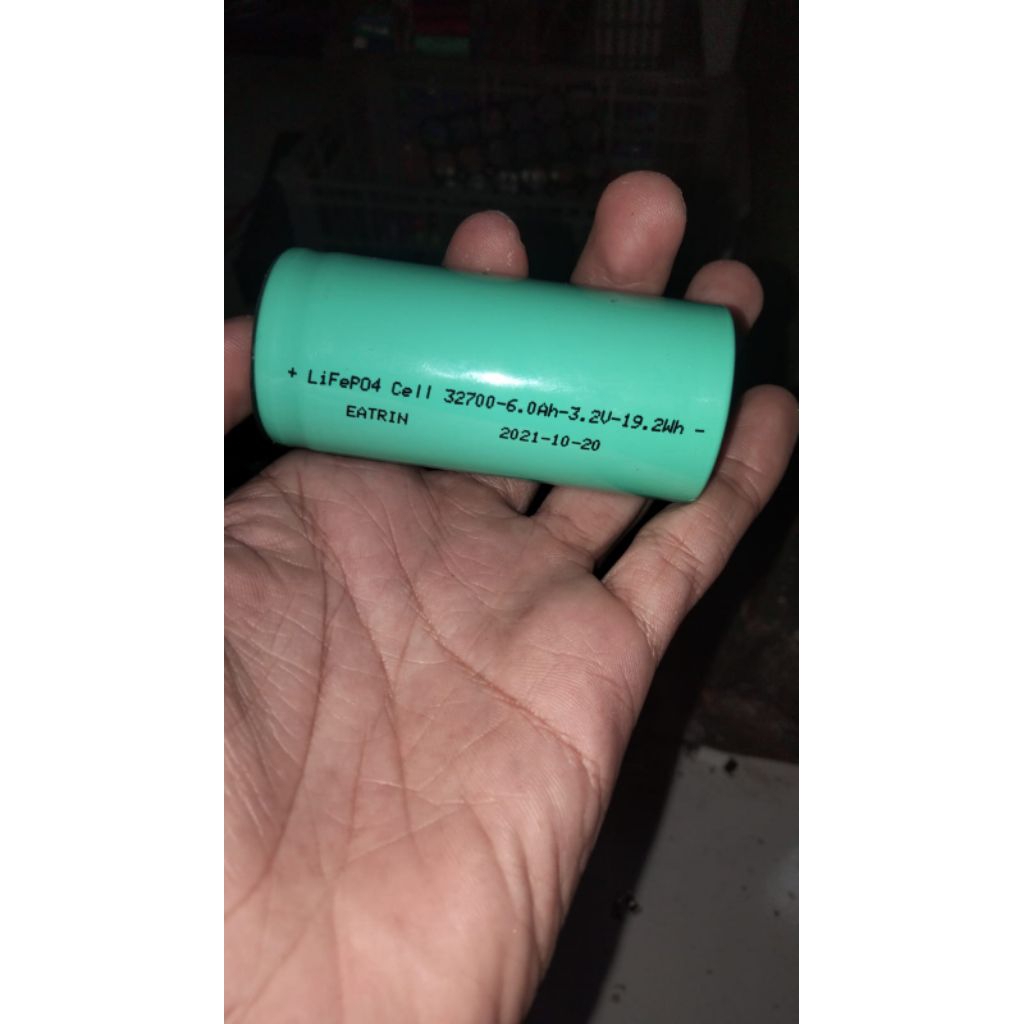 + LiFePO4 Cell 32700-6.0Ah-3.2V-19.2Wh -
EATRIN
2021-10-20